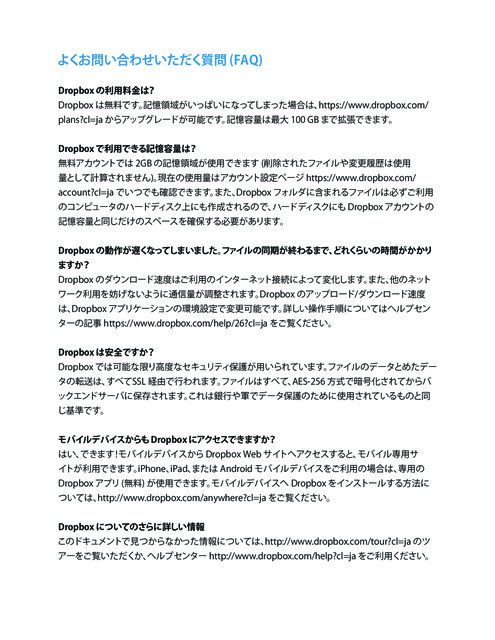 よくお問い合わせいただく質問 (FAQ)
Dropbox の利用料金は?
Dropbox は無料です。記憶領域がいっぱいになってしまった場合は、https://www.dropbox.com/
plans?cl=ja からアップグレードが可能です。記憶容量は最大 100 GB まで拡張できます。
Dropbox で利用できる記憶容量は?
無料アカウントでは 2GB の記憶領域が使用できます (削除されたファイルや変更履歴は使用
量として計算されません)。現在の使用量はアカウント設定ページ https://www.dropbox.com/
account?cl=ja でいつでも確認できます。また、Dropbox フォルダに含まれるファイルは必ずご利用
のコンピュータのハードディスク上にも作成されるので、ハードディスクにも Dropbox アカウントの
記憶容量と同じだけのスペースを確保する必要があります。
Dropbox の動作が遅くなってしまいました。ファイルの同期が終わるまで、どれくらいの時間がかかり
ますか?
Dropbox のダウンロード速度はご利用のインターネット接続によって変化します。また、他のネット
ワーク利用を妨げないように通信量が調整されます。Dropbox のアップロード/ダウンロード速度
は、Dropbox アプリケーションの環境設定で変更可能です。詳しい操作手順についてはヘルプセン
ターの記事 https://www.dropbox.com/help/26?cl=ja をご覧ください。
Dropbox は安全ですか?
Dropbox では可能な限り高度なセキュリティ保護が用いられています。ファイルのデータとめたデー
タの転送は、すべて SSL 経由で行われます。ファイルはすべて、AES-256 方式で暗号化されてからバ
ックエンドサーバに保存されます。これは銀行や軍でデータ保護のために使用されているものと同
じ基準です。
モバイルデバイスからも Dropbox にアクセスできますか?
はい、できます!モバイルデバイスから Dropbox Web サイトへアクセスすると、モバイル専用サ
イトが利用できます。iPhone、iPad、または Android モバイルデバイスをご利用の場合は、専用の
Dropbox アプリ (無料) が使用できます。モバイルデバイスへ Dropbox をインストールする方法に
ついては、http://www.dropbox.com/anywhere?cl=ja をご覧ください。
Dropbox についてのさらに詳しい情報
このドキュメントで見つからなかった情報については、http://www.dropbox.com/tour?cl=ja のツ
アーをご覧いただくか、ヘルプセンター http://www.dropbox.com/help?cl=ja をご利用ください。